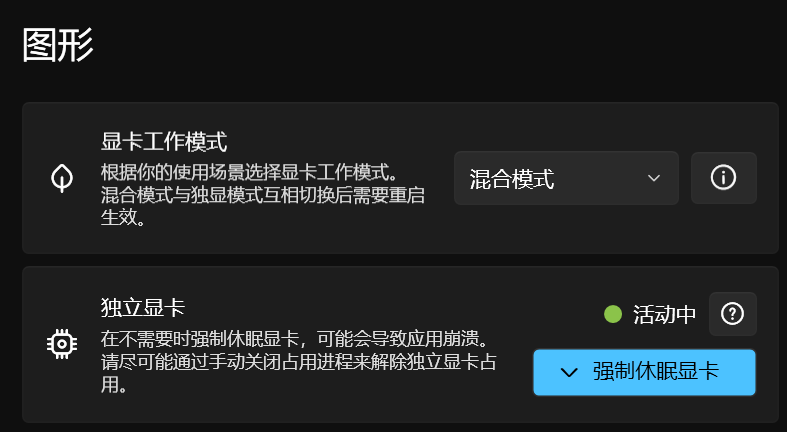 图形
显卡工作模式
根据你的使用场景选择显卡工作模式。
混合模式与独显模式互相切换后需要重启
生效。
混合模式
独立显卡
在不需要时强制休眠显卡，可能会导致应用崩溃。
请尽可能通过手动关闭占用进程来解除独立显卡占
用。
活动中
强制休眠显卡